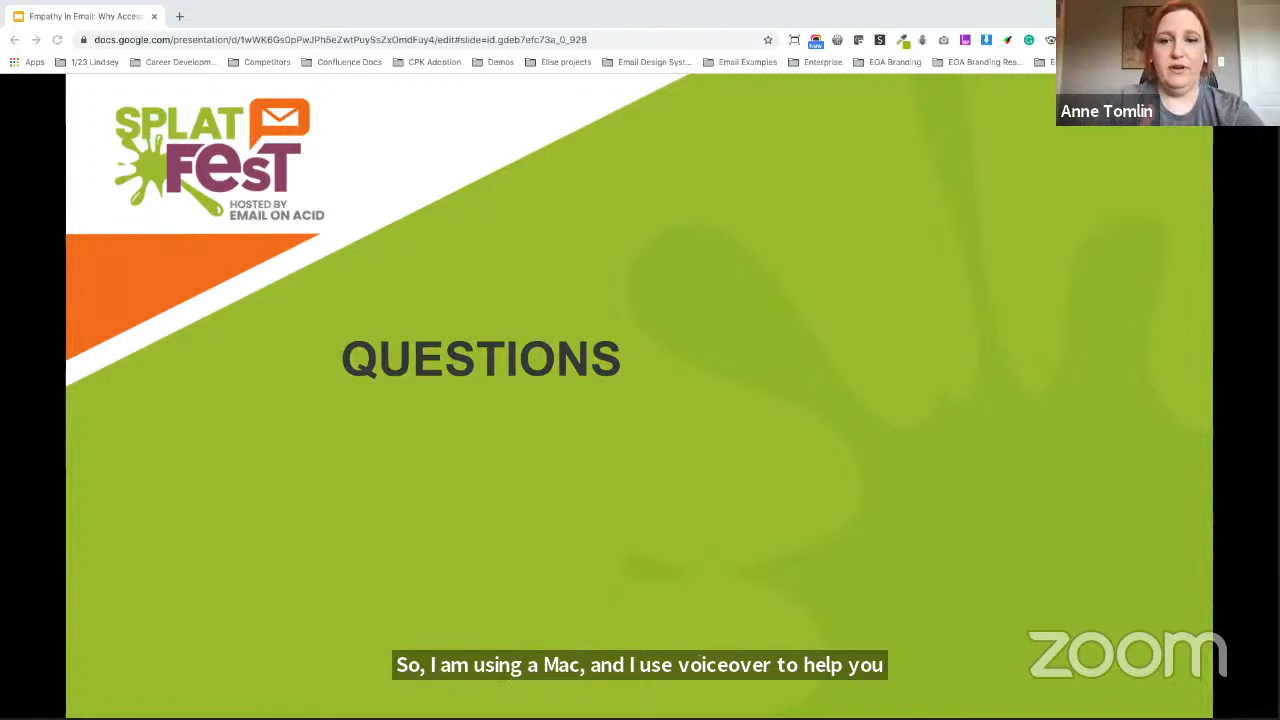 Empathy in Email: Why Acces
docs.google.com/presentation/d/1wWK6Gs0pPwJPh5eZwtPuySsZxOmdFuy4/edit#slide=id.gdeb7efc73a_0_928
New
Apps 1/23 Lindsey Career Developm... Competitors Confluence Docs CPK Adoption Demos Elise projects Email Design Syst... Email Examples Enterprise EOA Branding EOA Branding Res...
Anne Tomlin
SPLAT
FEST
HOSTED BY
EMAIL ON ACID
QUESTIONS
So, I am using a Mac, and I use voiceover to help you
zoom